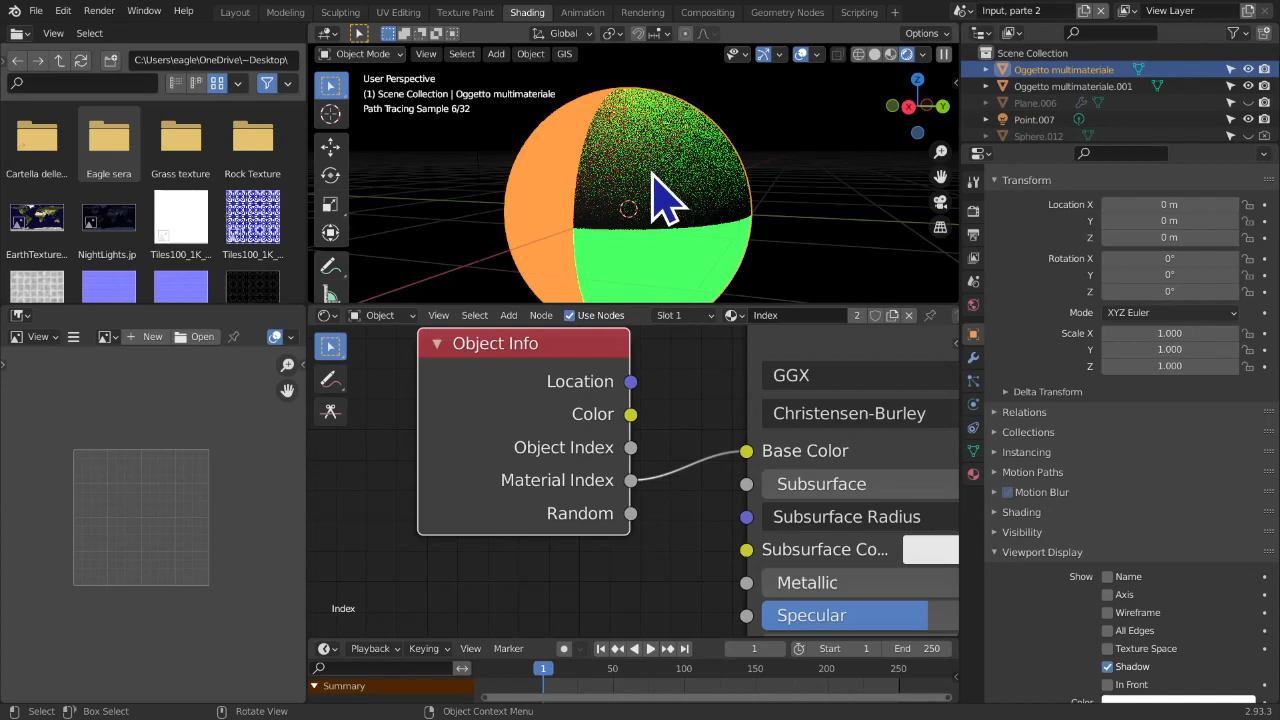 File Edit Render Window Help Layout Modeling Sculpting UV Editing Texture Paint Shading Animation Rendering Compositing Geometry Nodes Scripting + Input, parte 2 View Layer
View Select
Global
Options
C:\Users\eagle\OneDrive\~Desktop\
Object Mode View Select Add Object GIS
User Perspective
(1) Scene Collection | Oggetto multimateriale
Path Tracing Sample 6/32
Z
X
Y
Cartella delle...
Eagle sera
Grass texture
Rock Texture
EarthTexture...
NightLights.jp
Tiles100_1K_...
Tiles100_1K_...
Scene Collection
Oggetto multimateriale
Oggetto multimateriale.001
Plane.006
Point.007
Sphere.012
Transform
Location X 0 m
Y 0 m
Z 0 m
Rotation X 0°
Y 0°
Z 0°
Mode XYZ Euler
Scale X 1.000
Y 1.000
Z 1.000
Delta Transform
Relations
Collections
Instancing
Motion Paths
Motion Blur
Shading
Visibility
Viewport Display
Show Name
Axis
Wireframe
All Edges
Texture Space
Shadow
In Front
Color
View New Open
Object View Select Add Node Use Nodes Slot 1 Index 2
Object Info
Location
Color
Object Index
Material Index
Random
GGX
Christensen-Burley
Base Color
Subsurface
Subsurface Radius
Subsurface Co...
Metallic
Specular
Index
Playback Keying View Marker 1 Start 1 End 250
1 50 100 150 200 250
Summary
Select Box Select Rotate View Object Context Menu 2.93.3